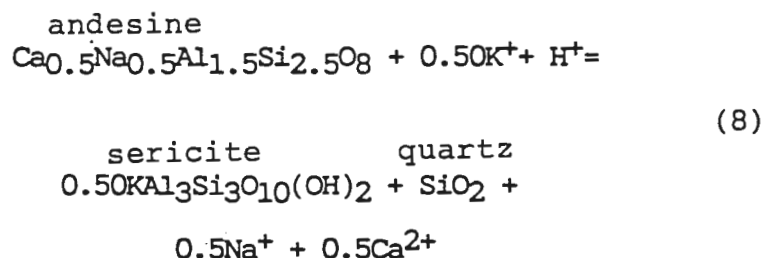 andesine
Ca0.5Na0.5Al1.5Si2.5O8 + 0.50K⁺+ H⁺=
(8)
sericite quartz
0.50KAl3Si3O10(OH)2 + SiO2 +
0.5Na⁺ + 0.5Ca²⁺